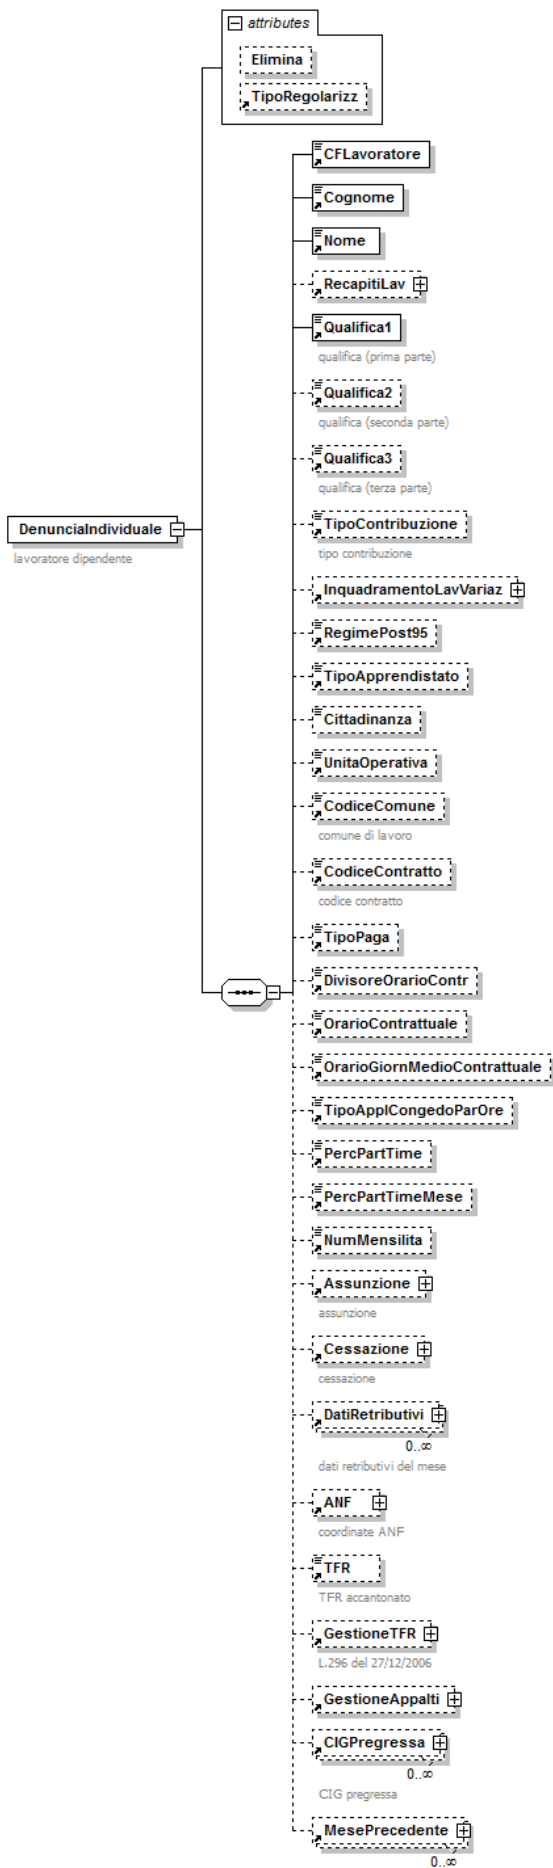 attributes
Elimina
TipoRegolarizz
CFLavoratore
Cognome
Nome
RecapitiLav
Qualifica1
qualifica (prima parte)
Qualifica2
qualifica (seconda parte)
Qualifica3
qualifica (terza parte)
DenunciaIndividuale
lavoratore dipendente
TipoContribuzione
tipo contribuzione
InquadramentoLavVariaz
RegimePost95
TipoApprendistato
Cittadinanza
UnitaOperativa
CodiceComune
comune di lavoro
CodiceContratto
codice contratto
TipoPaga
DivisoreOrarioContr
OrarioContrattuale
OrarioGiornMedioContrattuale
TipoApplCongedoParOre
PercPartTime
PercPartTimeMese
NumMensilita
Assunzione
assunzione
Cessazione
cessazione
DatiRetributivi
0..∞
dati retributivi del mese
ANF
coordinate ANF
TFR
TFR accantonato
GestioneTFR
L.296 del 27/12/2006
GestioneAppalti
CIGPregressa
0..∞
CIG pregressa
MesePrecedente
0..∞